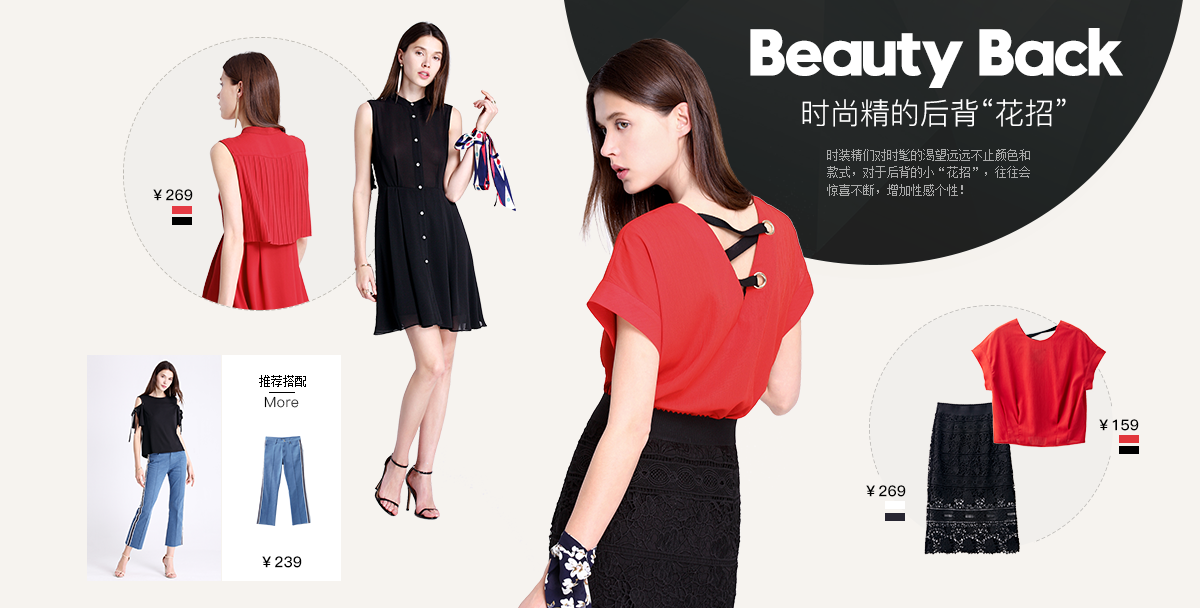 Beauty Back
时尚精的后背“花招”
时装精们对时髦的渴望远远不止颜色和
款式，对于后背的小“花招”，往往会
惊喜不断，增加性感个性！
¥269
推荐搭配
More
¥239
¥159
¥269